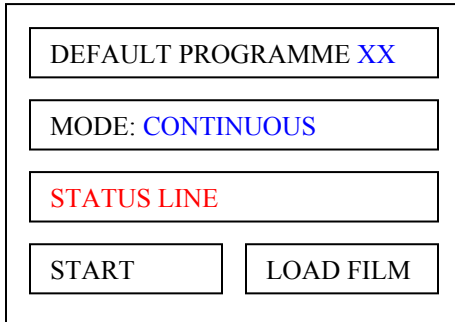 DEFAULT PROGRAMME XX
MODE: CONTINUOUS
STATUS LINE
START LOAD FILM